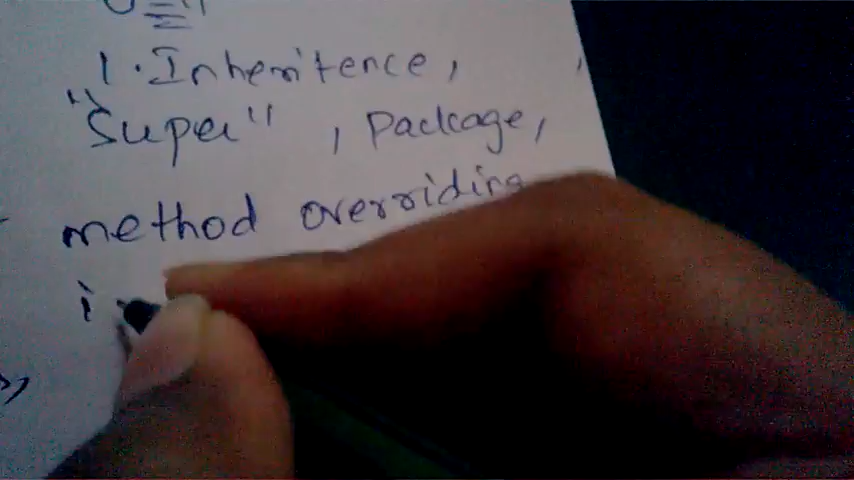 1. Inheritence,
"Super", Package,
method overriding
i